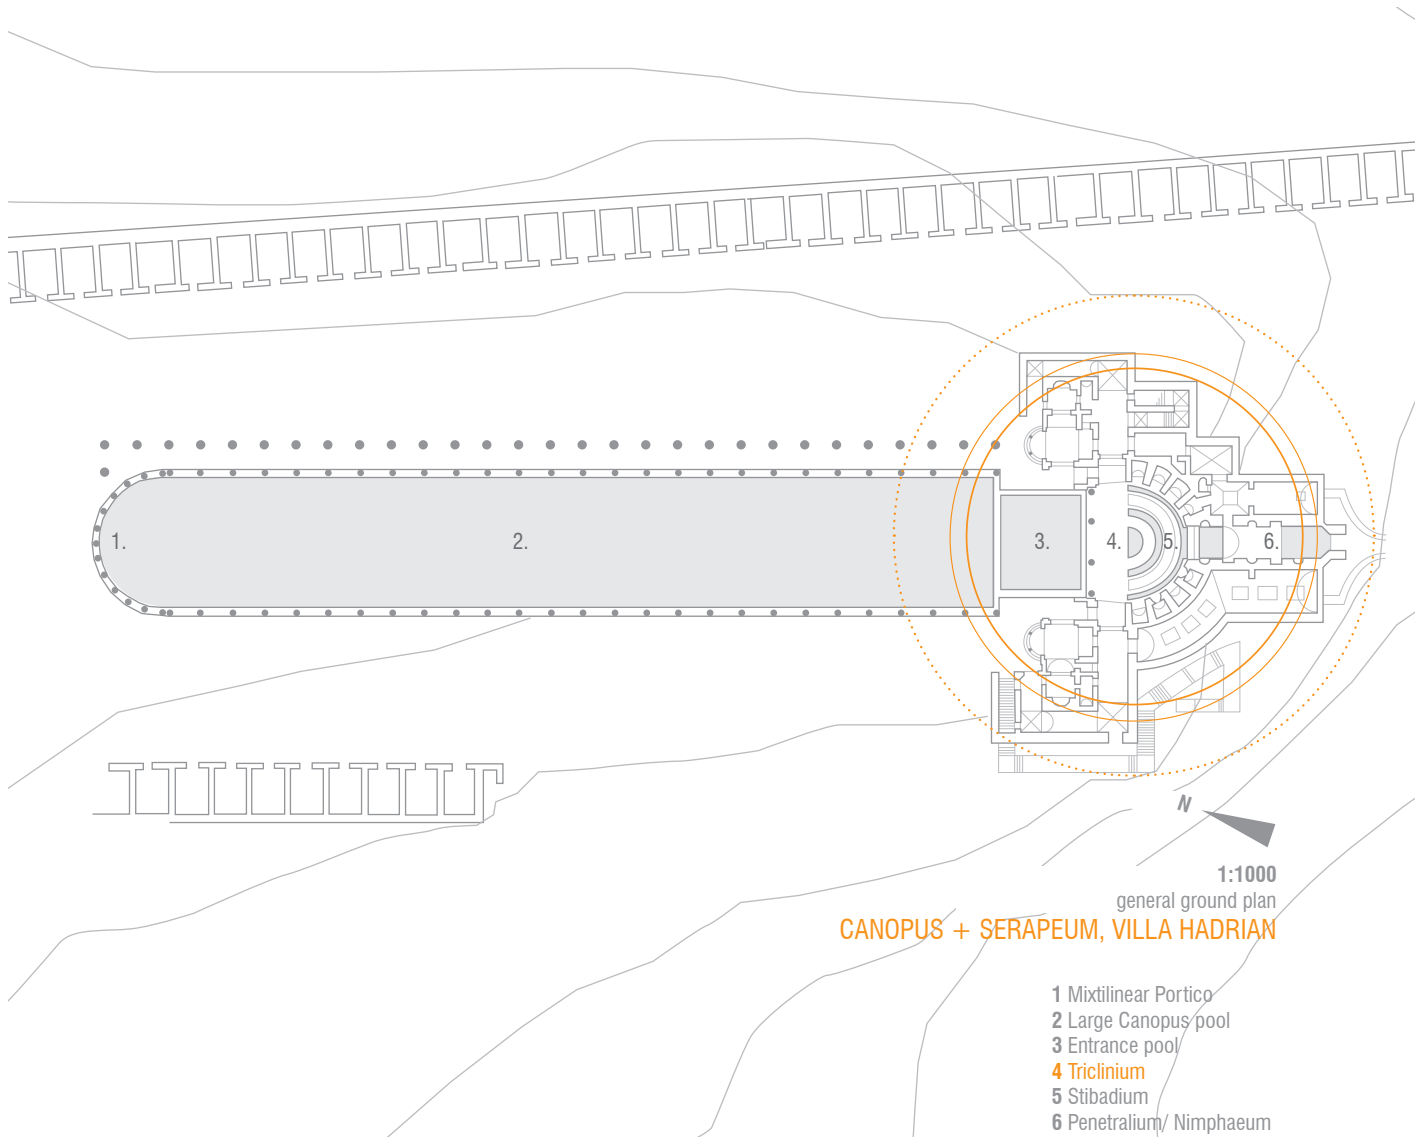 1.
2.
3.
4.
5.
6.
N
1:1000
general ground plan
CANOPUS + SERAPEUM, VILLA HADRIAN
1 Mixtilinear Portico
2 Large Canopus pool
3 Entrance pool
4 Triclinium
5 Stibadium
6 Penetralium/ Nimphaeum